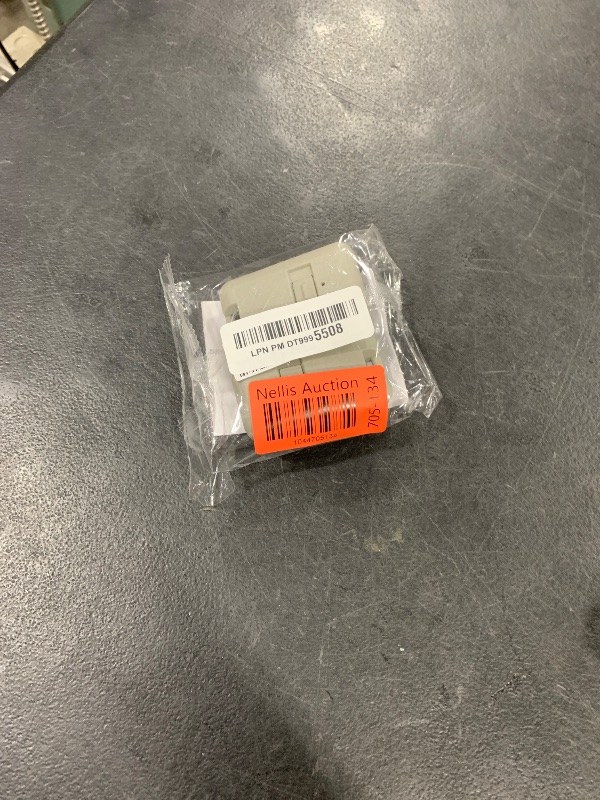 LPN PM DT9995508
Nellis Auction
705-134